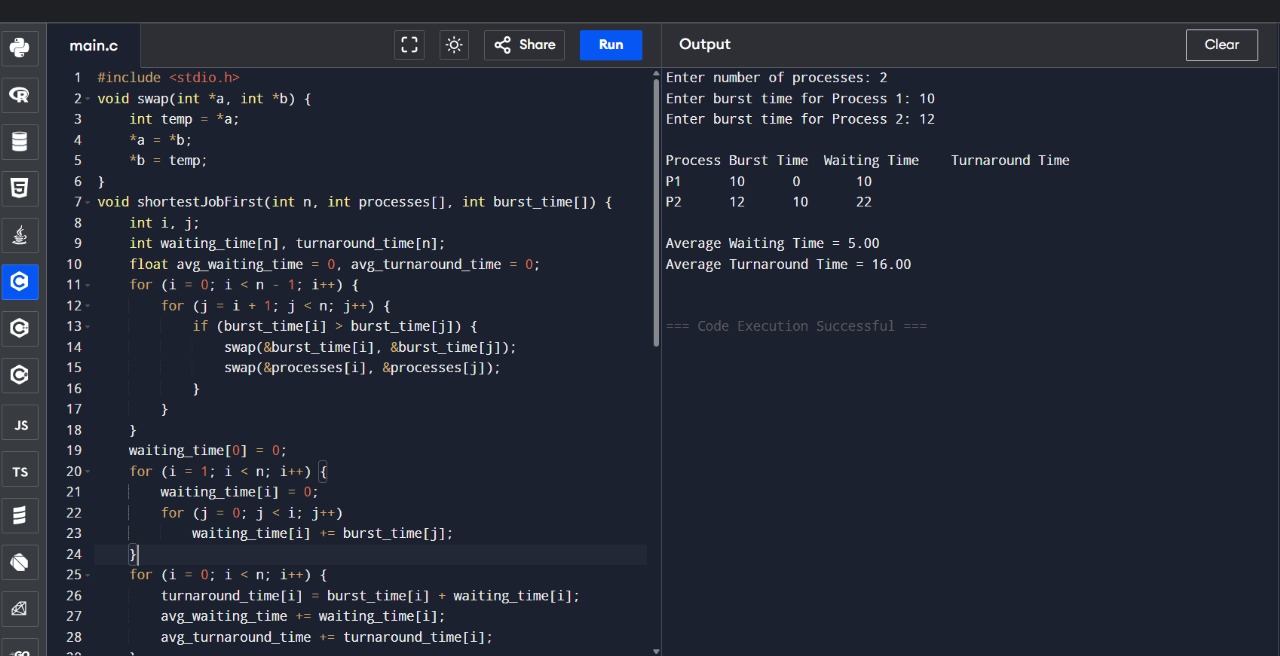 main.c
Share
Run
Output
Clear
1 #include <stdio.h>
2 void swap(int *a, int *b) {
3 int temp = *a;
4 *a = *b;
5 *b = temp;
6 }
7 void shortestJobFirst(int n, int processes[], int burst_time[]) {
8 int i, j;
9 int waiting_time[n], turnaround_time[n];
10 float avg_waiting_time = 0, avg_turnaround_time = 0;
11 for (i = 0; i < n - 1; i++) {
12 for (j = i + 1; j < n; j++) {
13 if (burst_time[i] > burst_time[j]) {
14 swap(&burst_time[i], &burst_time[j]);
15 swap(&processes[i], &processes[j]);
16 }
17 }
18 }
19 waiting_time[0] = 0;
20 for (i = 1; i < n; i++) {
21 waiting_time[i] = 0;
22 for (j = 0; j < i; j++)
23 waiting_time[i] += burst_time[j];
24 }
25 for (i = 0; i < n; i++) {
26 turnaround_time[i] = burst_time[i] + waiting_time[i];
27 avg_waiting_time += waiting_time[i];
28 avg_turnaround_time += turnaround_time[i];
Enter number of processes: 2
Enter burst time for Process 1: 10
Enter burst time for Process 2: 12
Process Burst Time Waiting Time Turnaround Time
P1 10 0 10
P2 12 10 22
Average Waiting Time = 5.00
Average Turnaround Time = 16.00
=== Code Execution Successful ===
JS
TS